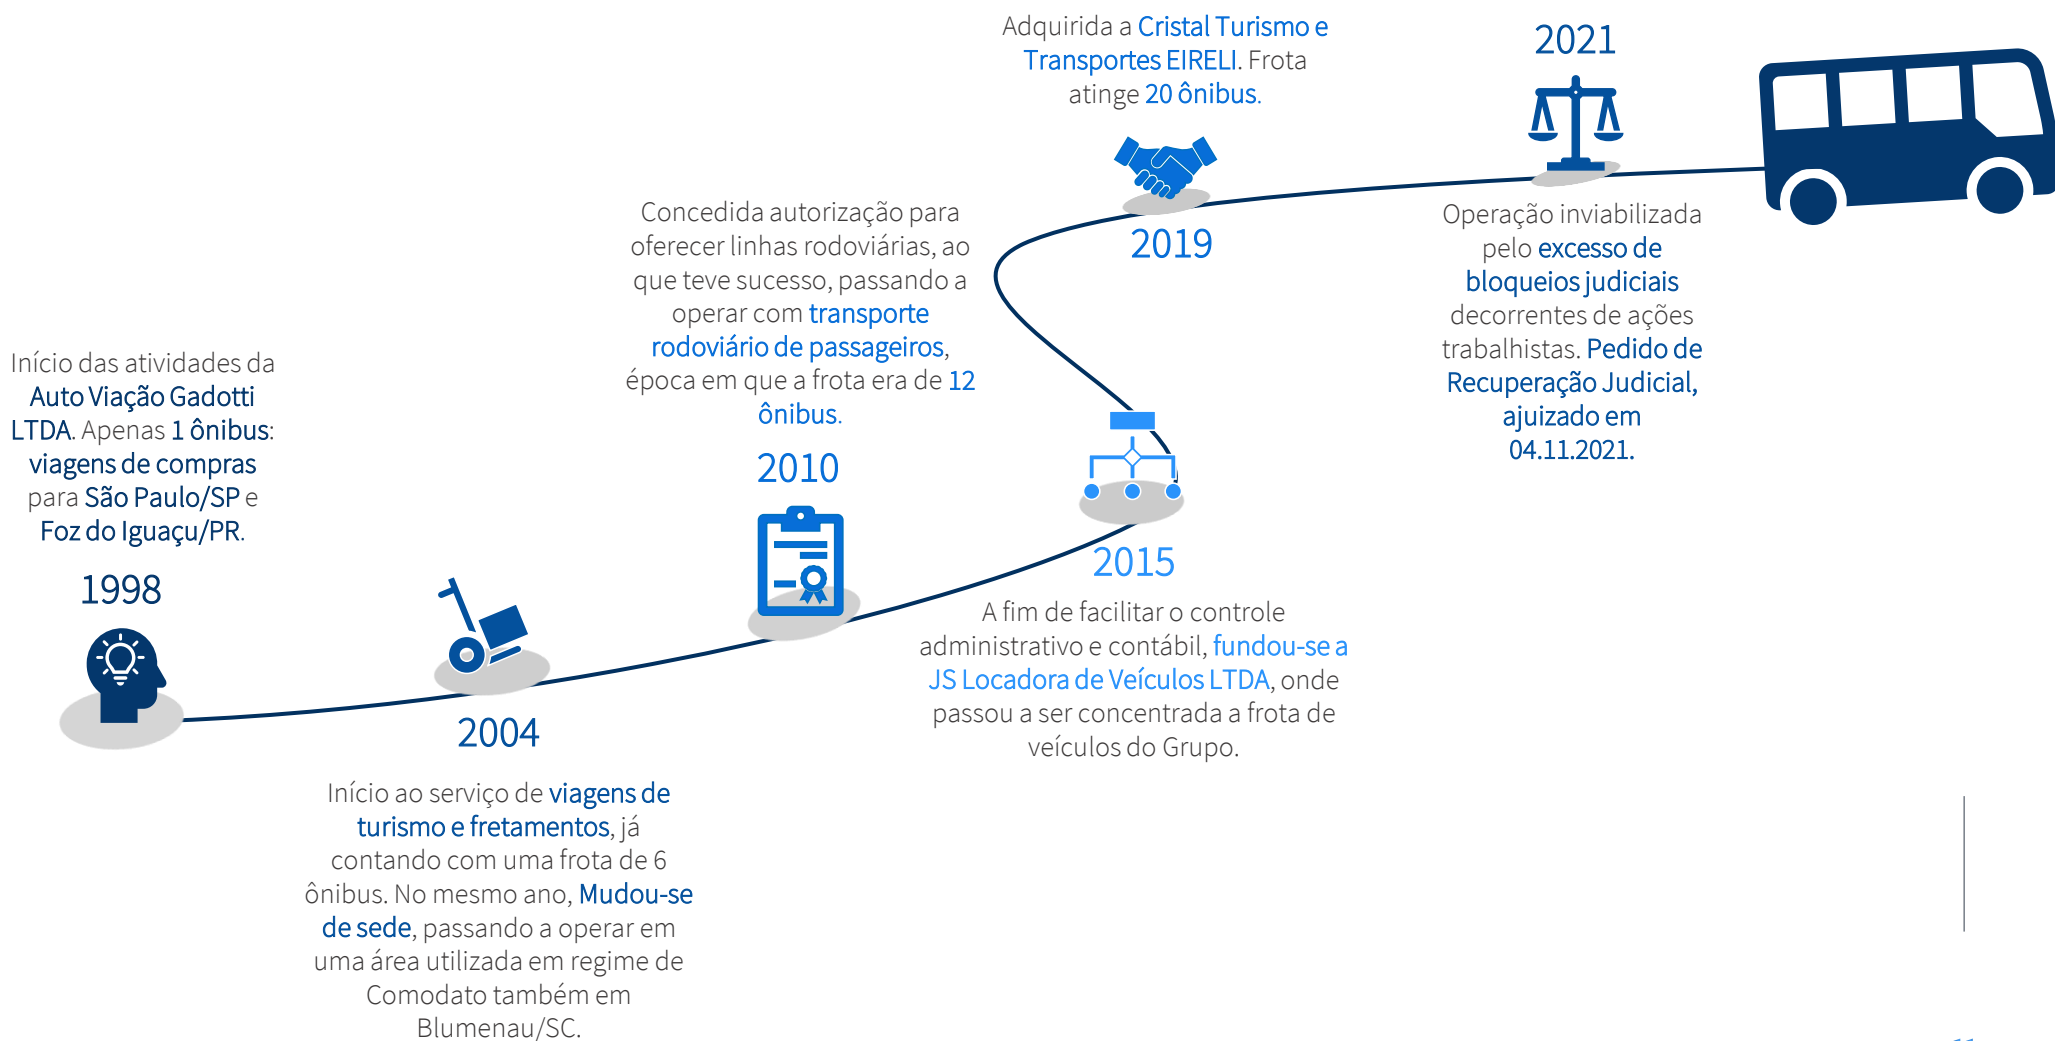 Início das atividades da
Auto Viação Gadotti
LTDA. Apenas 1 ônibus:
viagens de compras
para São Paulo/SP e
Foz do Iguaçu/PR.
1998
2004
Início ao serviço de viagens de
turismo e fretamentos, já
contando com uma frota de 6
ônibus. No mesmo ano, Mudou-se
de sede, passando a operar em
uma área utilizada em regime de
Comodato também em
Blumenau/SC.
Concedida autorização para
oferecer linhas rodoviárias, ao
que teve sucesso, passando a
operar com transporte
rodoviário de passageiros,
época em que a frota era de 12
ônibus.
2010
2015
A fim de facilitar o controle
administrativo e contábil, fundou-se a
JS Locadora de Veículos LTDA, onde
passou a ser concentrada a frota de
veículos do Grupo.
Adquirida a Cristal Turismo e
Transportes EIRELI. Frota
atinge 20 ônibus.
2019
2021
Operação inviabilizada
pelo excesso de
bloqueios judiciais
decorrentes de ações
trabalhistas. Pedido de
Recuperação Judicial,
ajuizado em
04.11.2021.